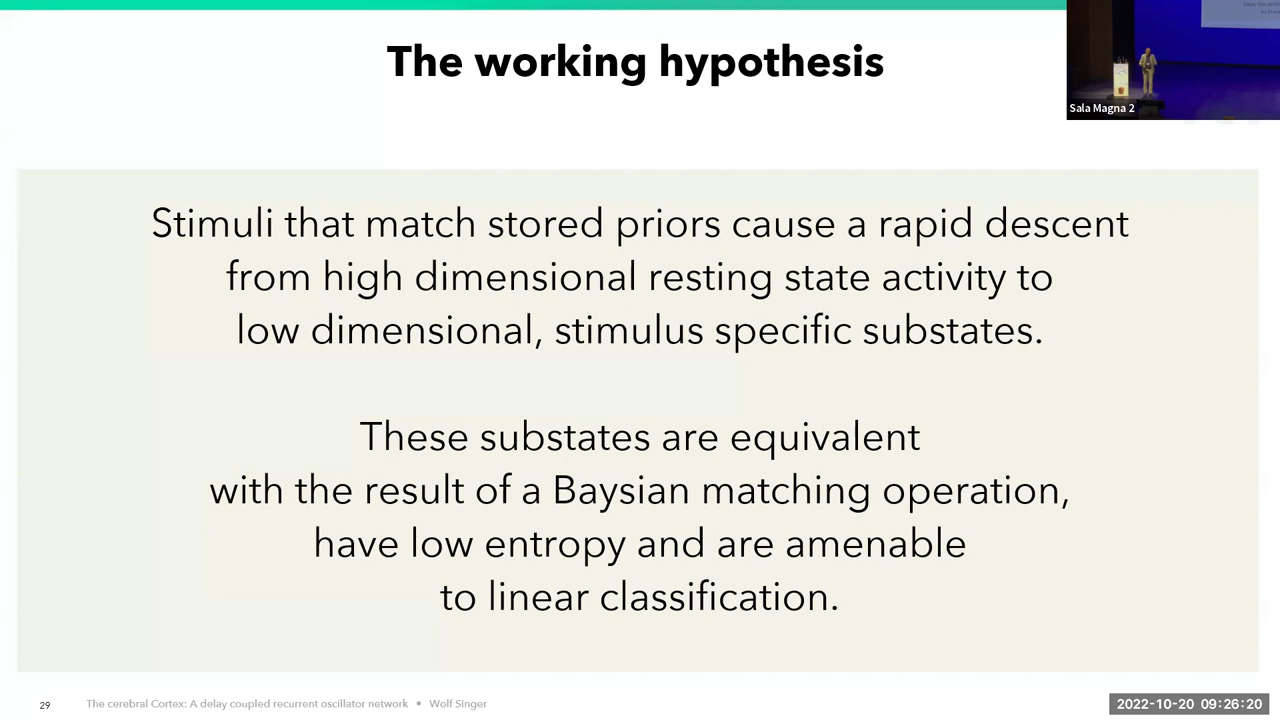 The working hypothesis
Sala Magna 2
Stimuli that match stored priors cause a rapid descent
from high dimensional resting state activity to
low dimensional, stimulus specific substates.
These substates are equivalent
with the result of a Baysian matching operation,
have low entropy and are amenable
to linear classification.
29 The cerebral Cortex: A delay coupled recurrent oscillator network • Wolf Singer
2022-10-20 09:26:20